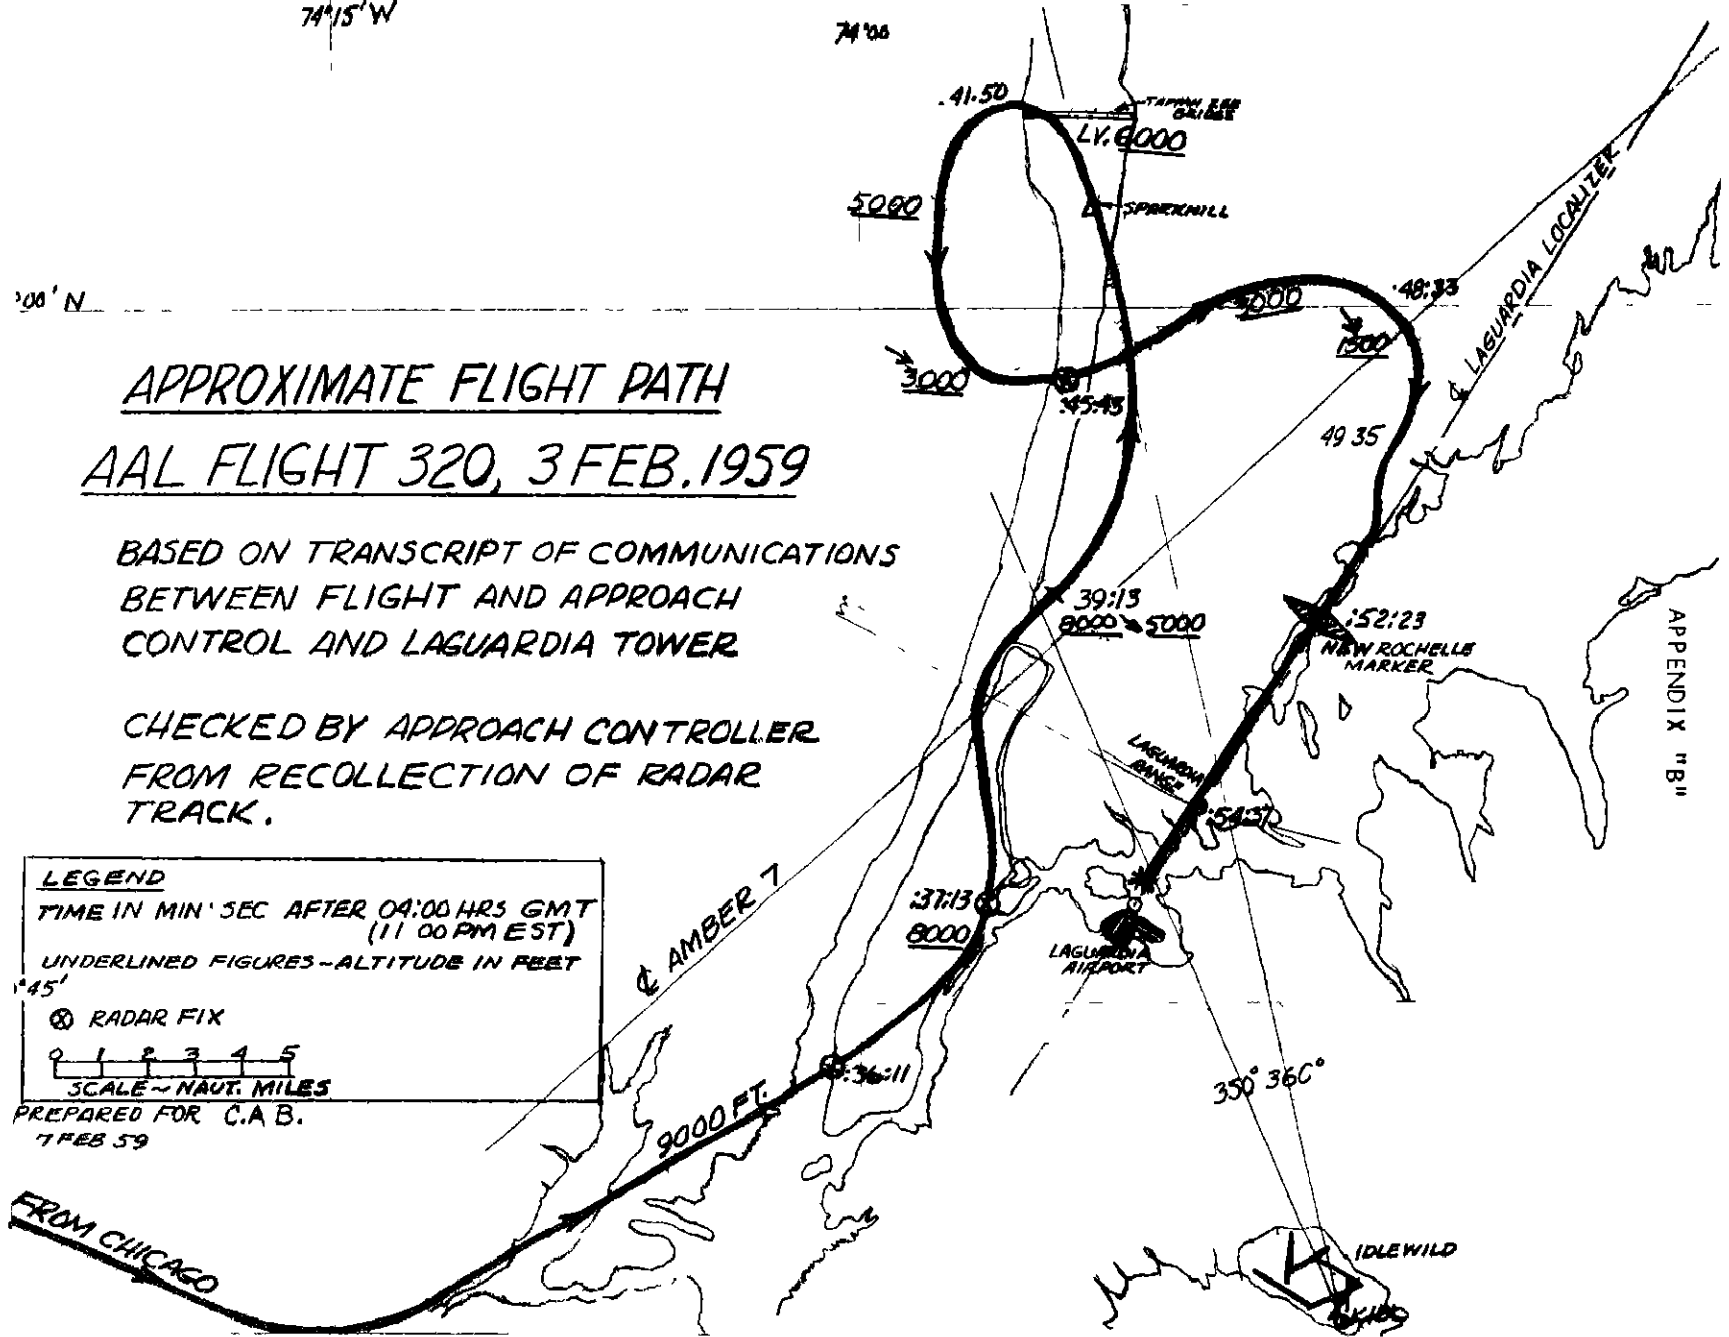 74°15'W
74°00
:41:50
TAPPAN ZEE
BRIDGE
LV. 6000
5000
SPARKHILL
℄ LAGUARDIA LOCALIZER
00' N
:48:33
1500
3000
:45:43
49 35
APPROXIMATE FLIGHT PATH
AAL FLIGHT 320, 3 FEB. 1959
BASED ON TRANSCRIPT OF COMMUNICATIONS
BETWEEN FLIGHT AND APPROACH
CONTROL AND LAGUARDIA TOWER
CHECKED BY APPROACH CONTROLLER
FROM RECOLLECTION OF RADAR
TRACK.
39:13
8000 5000
:52:23
NEW ROCHELLE
MARKER
APPENDIX "B"
LAGUARDIA
RANGE
:54:37
:37:13
8000
LAGUARDIA
AIRPORT
℄ AMBER 7
LEGEND
TIME IN MIN' SEC AFTER 04:00 HRS GMT
(11 00 PM EST)
UNDERLINED FIGURES ~ ALTITUDE IN FEET
45'
RADAR FIX
0 1 2 3 4 5
SCALE ~ NAUT. MILES
PREPARED FOR C.A B.
7 FEB 59
:36:11
9000 FT.
350° 360°
FROM CHICAGO
IDLEWILD